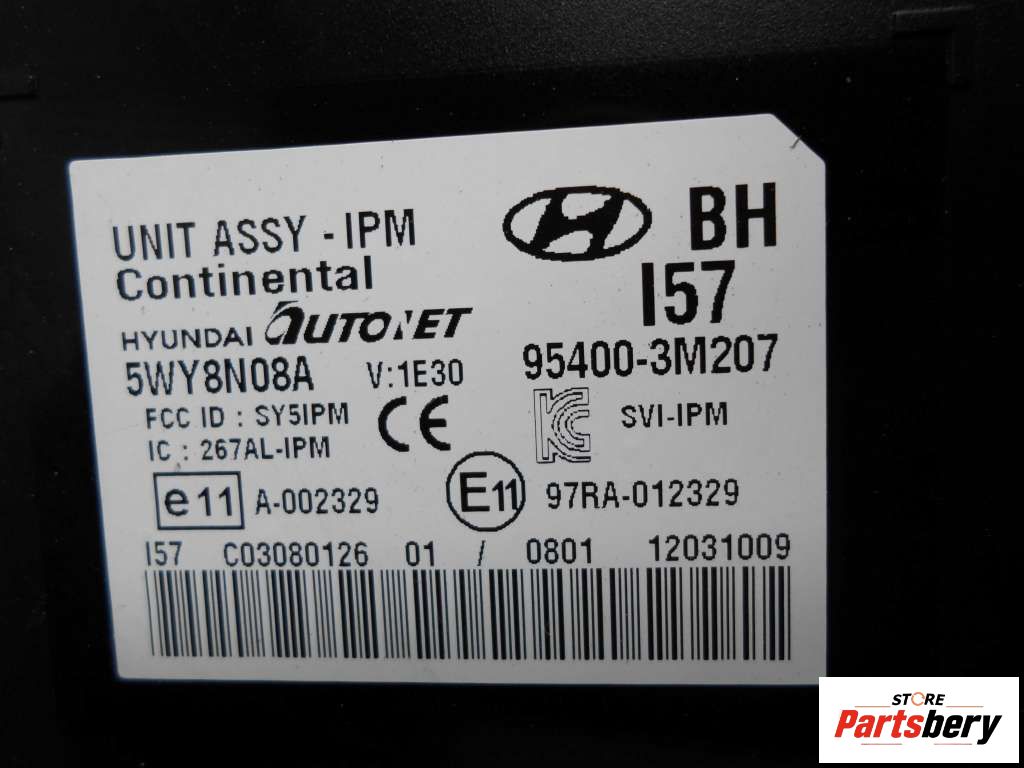 UNIT ASSY - IPM
BH
Continental
I57
HYUNDAI AUTONET
95400-3M207
5WY8N08A V:1E30
FCC ID : SY5IPM
CE
SVI-IPM
IC : 267AL-IPM
e11 A-002329
E11 97RA-012329
I57 C03080126 01 / 0801 12031009
STORE
Partsbery